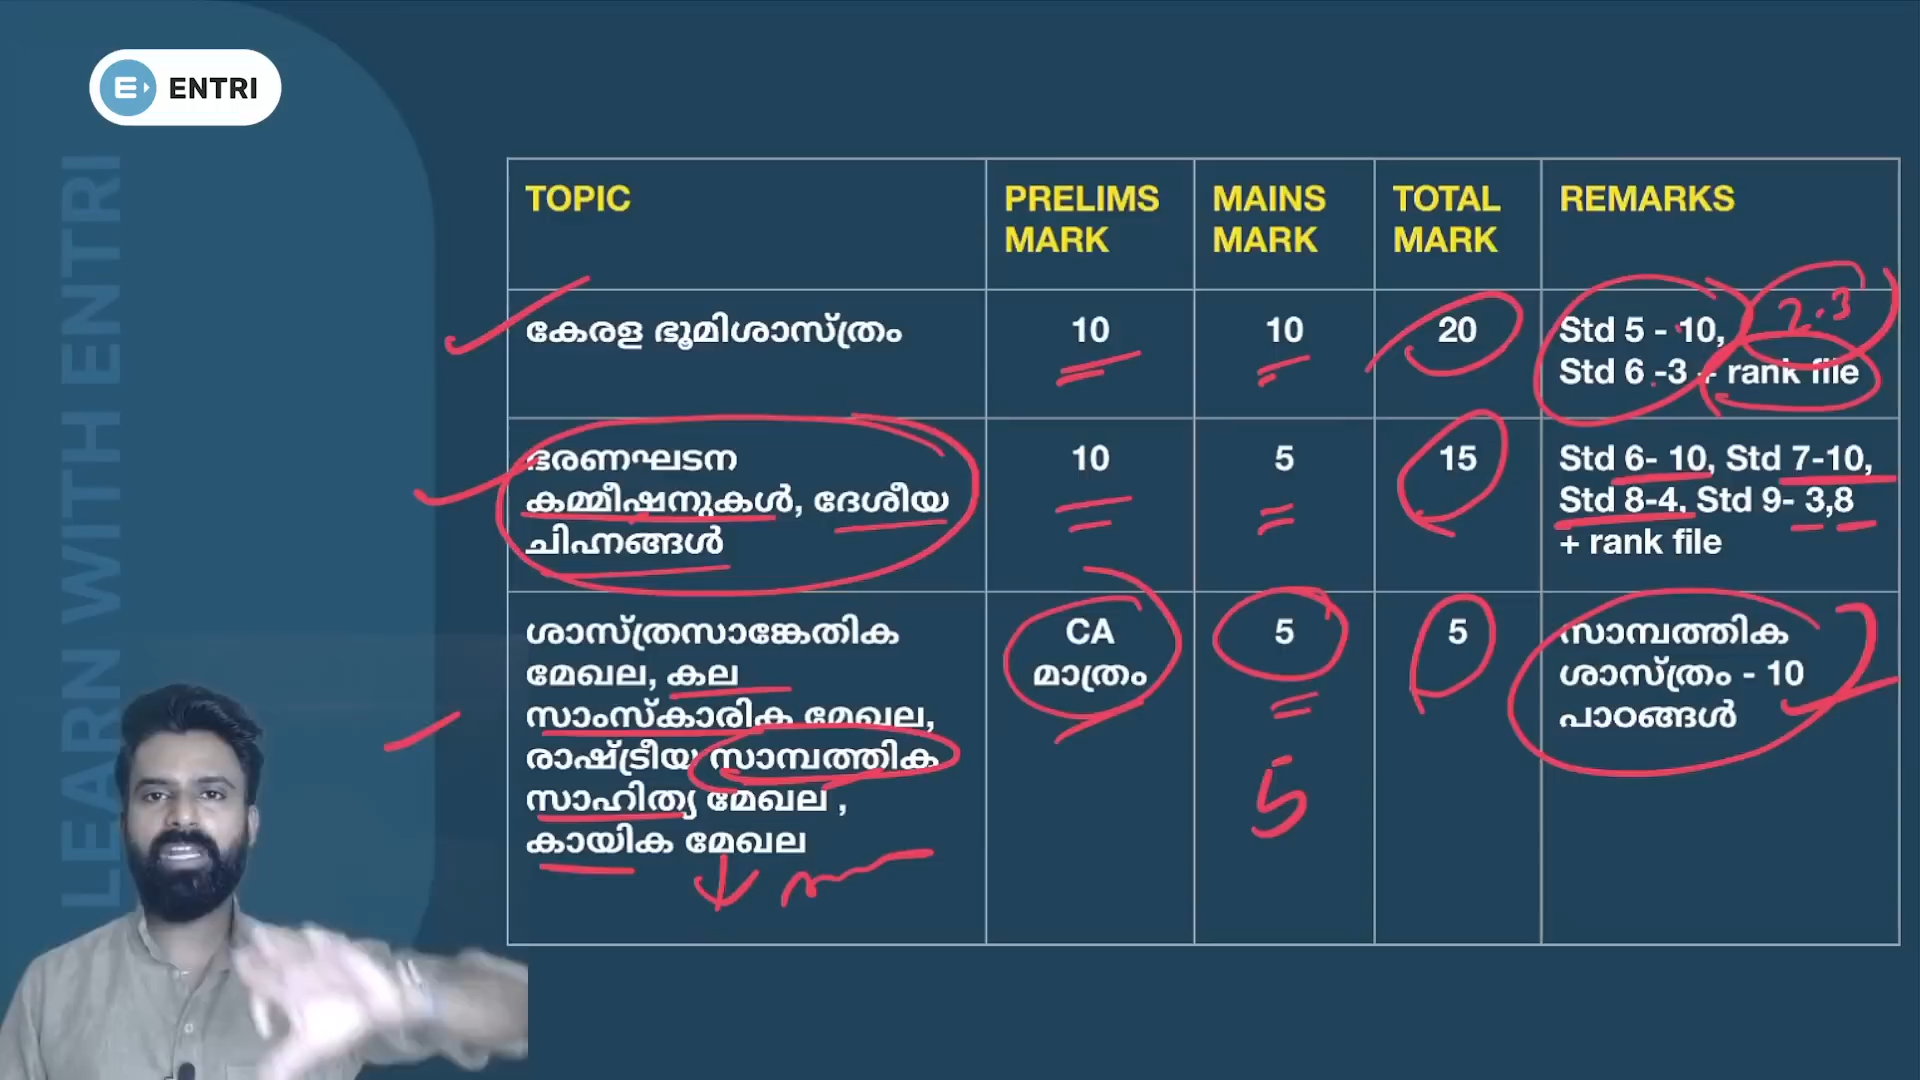 ENTRI
LEARN WITH ENTRI
TOPIC
PRELIMS
MARK
MAINS
MARK
TOTAL
MARK
REMARKS
കേരള ഭൂമിശാസ്ത്രം
10
10
20
Std 5 - 10,
Std 6 -3 + rank file
2.3
ഭരണഘടന
കമ്മീഷനുകൾ, ദേശീയ
ചിഹ്നങ്ങൾ
10
5
15
Std 6- 10, Std 7-10,
Std 8-4, Std 9- 3,8
+ rank file
ശാസ്ത്രസാങ്കേതിക
മേഖല, കല
സാംസ്കാരിക മേഖല,
രാഷ്ട്രീയ സാമ്പത്തിക
സാഹിത്യ മേഖല ,
കായിക മേഖല
CA
മാത്രം
5
5
5
സാമ്പത്തിക
ശാസ്ത്രം - 10
പാഠങ്ങൾ